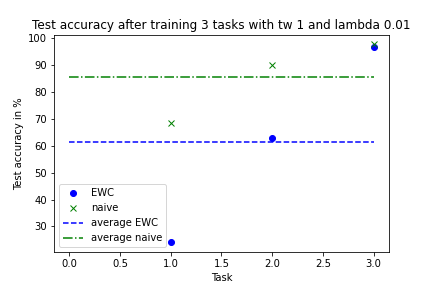 Test accuracy after training 3 tasks with tw 1 and lambda 0.01
100
90
80
70
60
50
40
30
Test accuracy in %
EWC
naive
average EWC
average naive
0.0 0.5 1.0 1.5 2.0 2.5 3.0
Task